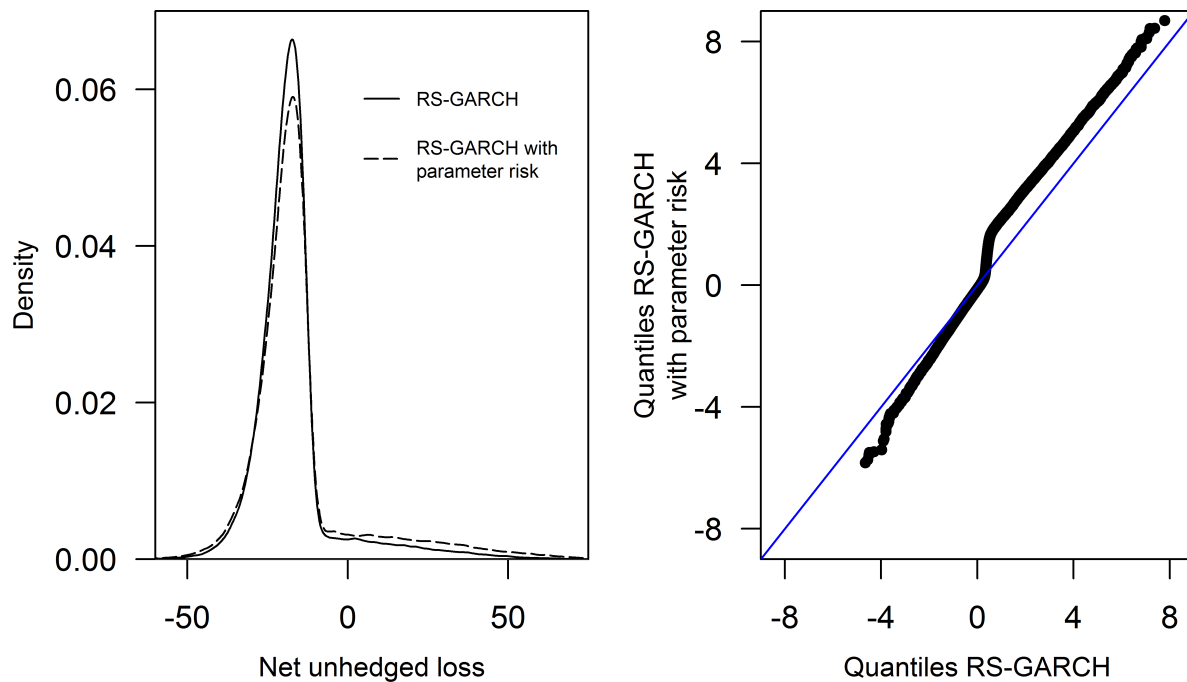 0.06
0.04
0.02
0.00
Density
-50
0
50
Net unhedged loss
RS-GARCH
RS-GARCH with
parameter risk
8
4
0
-4
-8
Quantiles RS-GARCH
with parameter risk
-8
-4
0
4
8
Quantiles RS-GARCH